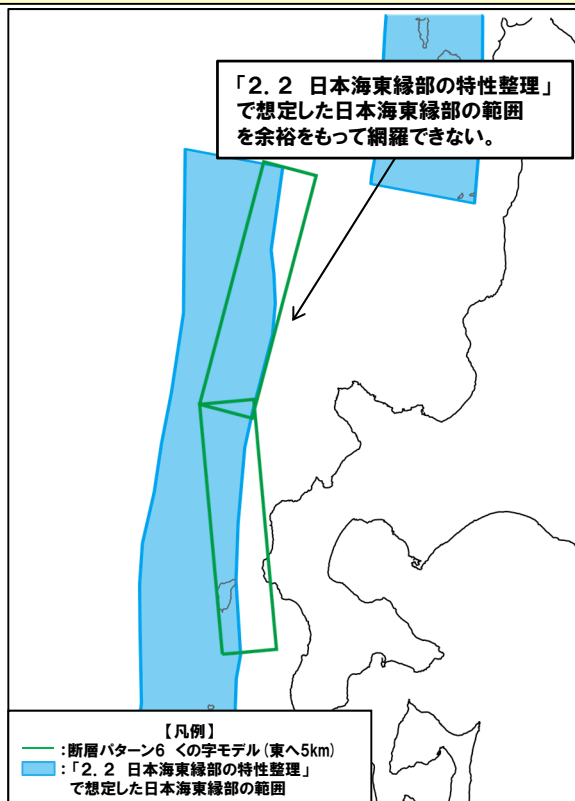 「2.2 日本海東縁部の特性整理」
で想定した日本海東縁部の範囲
を余裕をもって網羅できない。
【凡例】
:断層パターン6 くの字モデル(東へ5km)
:「2.2 日本海東縁部の特性整理」
で想定した日本海東縁部の範囲